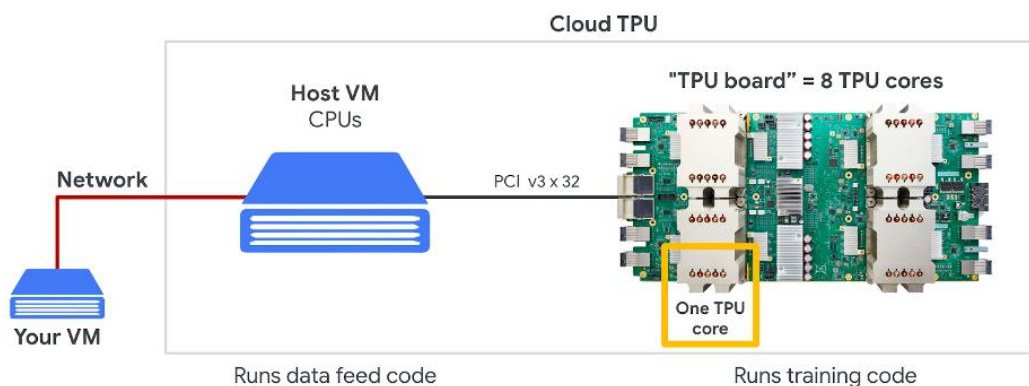 Cloud TPU
Host VM
CPUs
"TPU board” = 8 TPU cores
Network
PCI v3 x 32
Your VM
One TPU
core
Runs data feed code
Runs training code